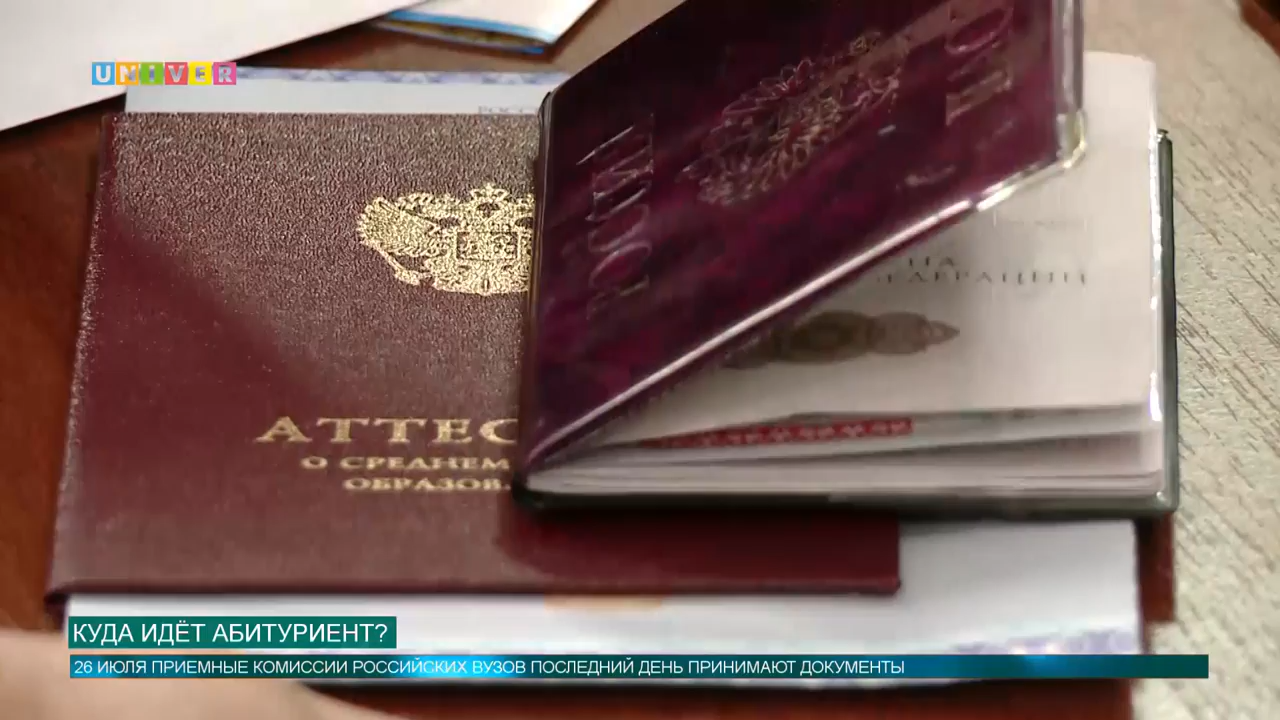 UNIVER
АТТЕС
О СРЕДНЕМ
ОБРАЗОВ
КУДА ИДЁТ АБИТУРИЕНТ?
26 ИЮЛЯ ПРИЕМНЫЕ КОМИССИИ РОССИЙСКИХ ВУЗОВ ПОСЛЕДНИЙ ДЕНЬ ПРИНИМАЮТ ДОКУМЕНТЫ